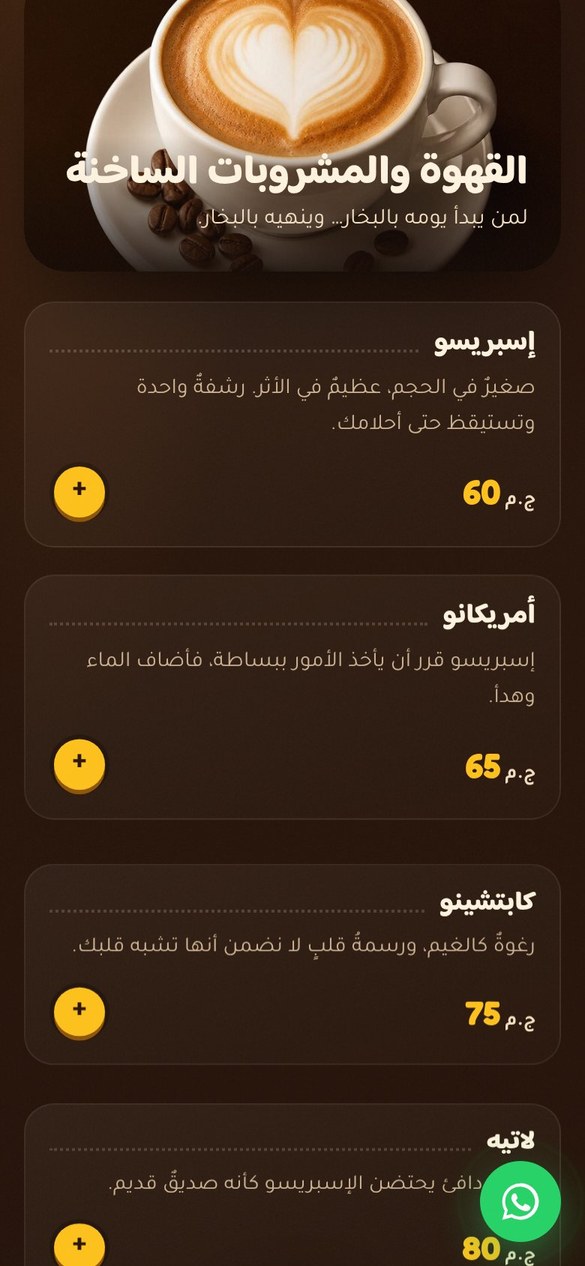 القهوة والمشروبات الساخنة
لمن يبدأ يومه بالبخار… وينهيه بالبخار.
إسبريسو
صغيرٌ في الحجم، عظيمٌ في الأثر. رشفةٌ واحدة
وتستيقظ حتى أحلامك.
60 ج.م
+
أمريكانو
إسبريسو قرر أن يأخذ الأمور ببساطة، فأضاف الماء
وهدأ.
65 ج.م
+
كابتشينو
رغوةٌ كالغيم، ورسمةُ قلبٍ لا نضمن أنها تشبه قلبك.
75 ج.م
+
لاتيه
دافئ يحتضن الإسبريسو كأنه صديقٌ قديم.
80 ج.م
+